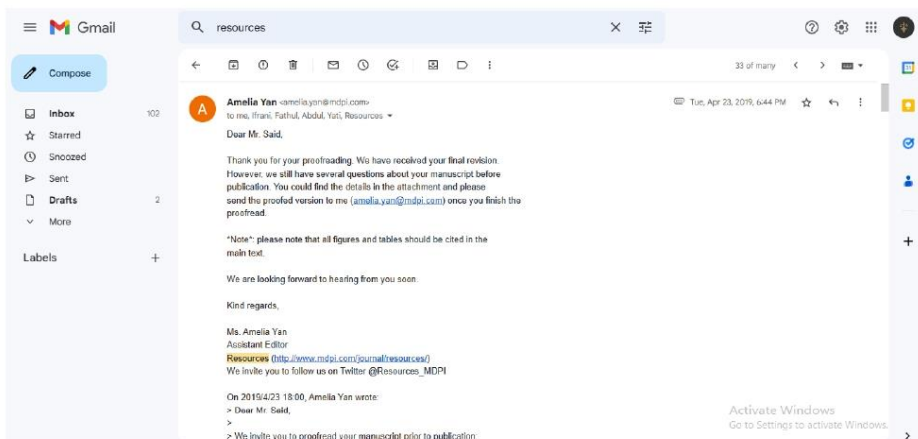 Gmail
resources
Compose
33 of many
Inbox 102
Starred
Snoozed
Sent
Drafts 2
More
Labels
A
Amelia Yan <amelia.yan@mdpi.com>
Tue, Apr 23, 2019, 6:44 PM
to me, Ifrani, Fathul, Abdul, Yati, Resources
Dear Mr. Said,
Thank you for your proofreading. We have received your final revision.
However, we still have several questions about your manuscript before
publication. You could find the details in the attachment and please
send the proofed version to me (amelia.yan@mdpi.com) once you finish the
proofread.
*Note*: please note that all figures and tables should be cited in the
main text.
We are looking forward to hearing from you soon.
Kind regards,
Ms. Amelia Yan
Assistant Editor
Resources (http://www.mdpi.com/journal/resources/)
We invite you to follow us on Twitter @Resources_MDPI
On 2019/4/23 18:00, Amelia Yan wrote:
> Dear Mr. Said,
>
> We invite you to proofread your manuscript prior to publication
Activate Windows
Go to Settings to activate Windows.